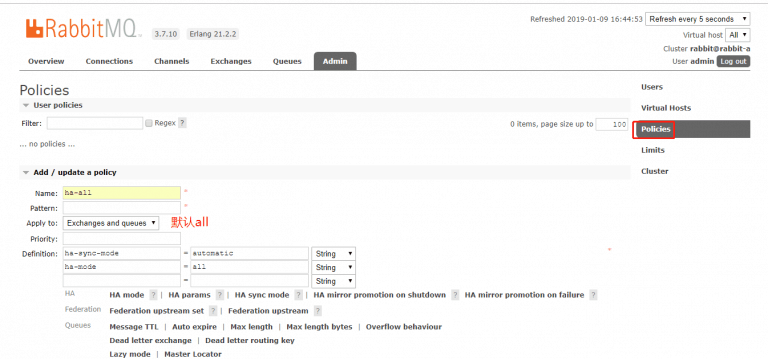 RabbitMQ 3.7.10 Erlang 21.2.2
Refreshed 2019-01-09 16:44:53 Refresh every 5 seconds
Virtual host All
Cluster rabbit@rabbit-a
User admin Log out
Overview Connections Channels Exchanges Queues Admin
Policies
User policies
Filter: Regex ? 0 items, page size up to 100
... no policies ...
Add / update a policy
Name: ha-all *
Pattern: *
Apply to: Exchanges and queues 默认all
Priority:
Definition: ha-sync-mode = automatic String *
ha-mode = all String
= String
HA HA mode ? | HA params ? | HA sync mode ? | HA mirror promotion on shutdown ? | HA mirror promotion on failure ?
Federation Federation upstream set ? | Federation upstream ?
Queues Message TTL | Auto expire | Max length | Max length bytes | Overflow behaviour
Dead letter exchange | Dead letter routing key
Lazy mode | Master Locator
Users
Virtual Hosts
Policies
Limits
Cluster